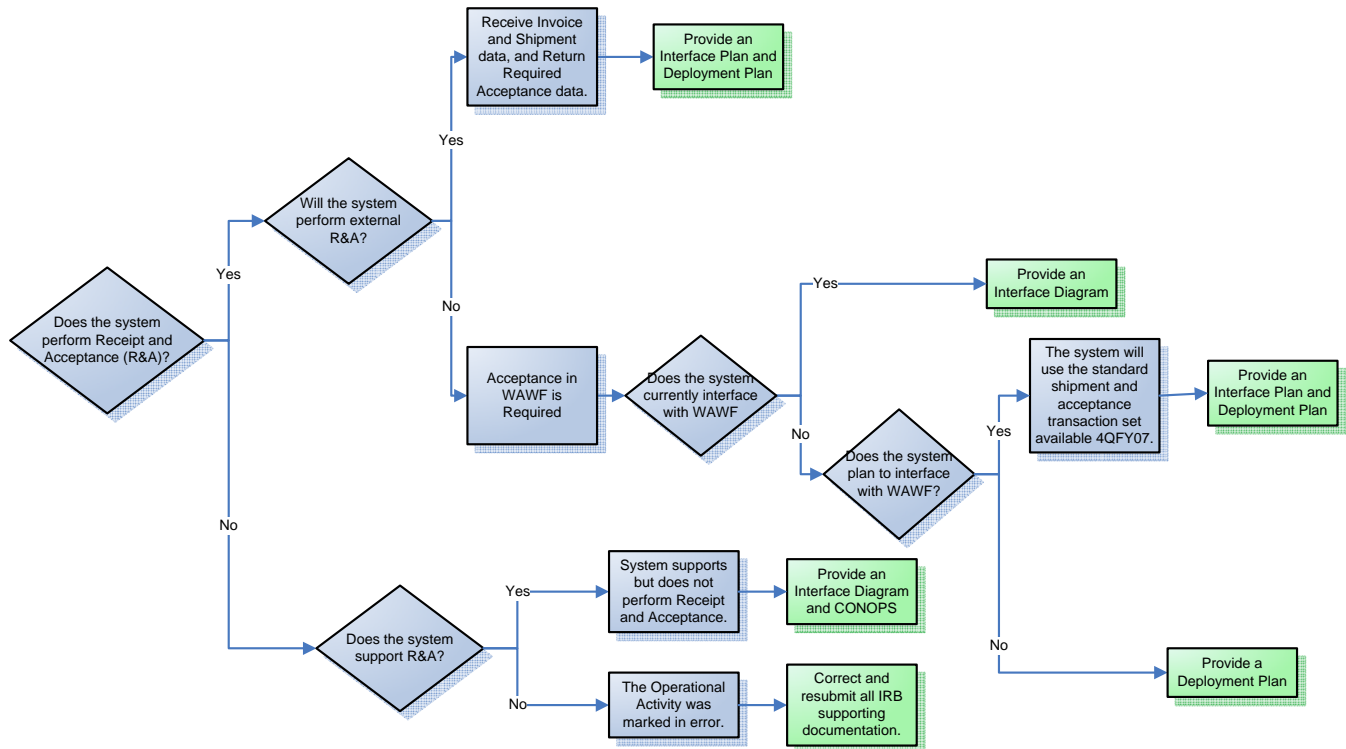 Receive Invoice
and Shipment
data, and Return
Required
Acceptance data.
Provide an
Interface Plan and
Deployment Plan
Yes
Will the system
perform external
R&A?
Yes
No
Does the system
perform Receipt and
Acceptance (R&A)?
Acceptance in
WAWF is
Required
Does the system
currently interface
with WAWF
Yes
Provide an
Interface Diagram
No
Does the system
plan to interface
with WAWF?
Yes
The system will
use the standard
shipment and
acceptance
transaction set
available 4QFY07.
Provide an
Interface Plan and
Deployment Plan
No
Provide a
Deployment Plan
No
Does the system
support R&A?
Yes
System supports
but does not
perform Receipt
and Acceptance.
Provide an
Interface Diagram
and CONOPS
No
The Operational
Activity was
marked in error.
Correct and
resubmit all IRB
supporting
documentation.